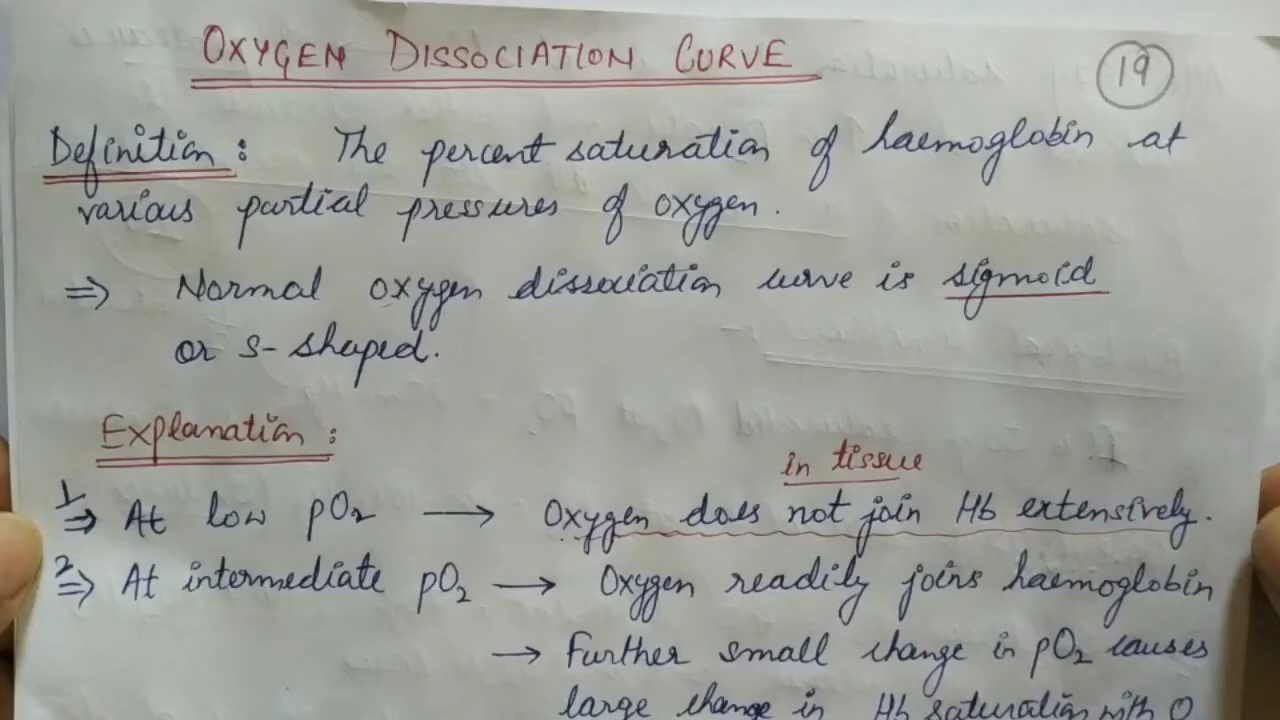 OXYGEN DISSOCIATION CURVE
19
Definition: The percent saturation of haemoglobin at
various partial pressures of oxygen.
⇒ Normal oxygen dissociation curve is sigmoid
or s-shaped.
Explanation:
in tissue
1⇒ At low pO₂ → Oxygen does not join Hb extensively.
2⇒ At intermediate pO₂ → Oxygen readily joins haemoglobin
→ Further small change in pO₂ causes
large change in Hb saturation with O